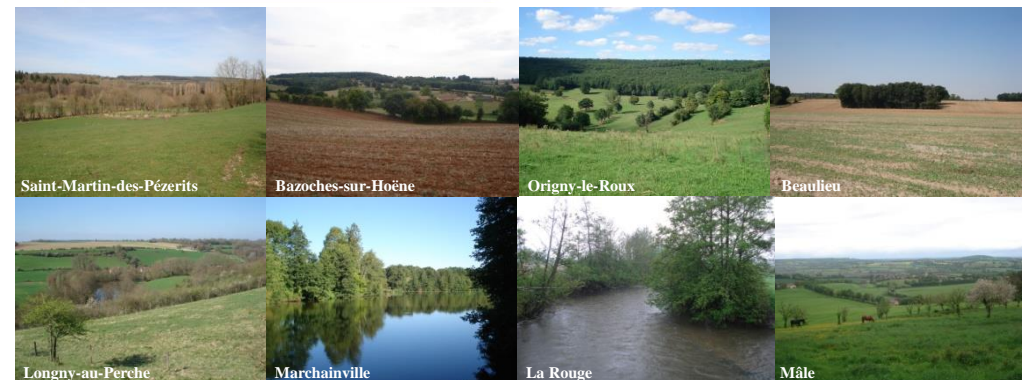 Saint-Martin-des-Pézerits
Bazoches-sur-Hoëne
Origny-le-Roux
Beaulieu
Longny-au-Perche
Marchainville
La Rouge
Mâle